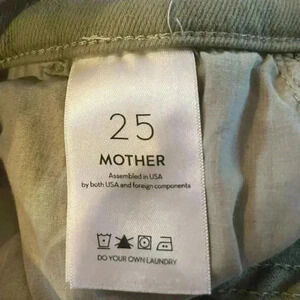 25
MOTHER
Assembled in USA
by both USA and foreign components
DO YOUR OWN LAUNDRY